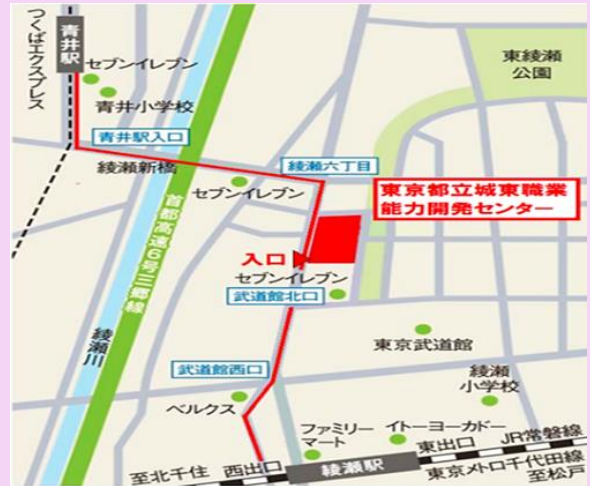 つくばエクスプレス
青井駅
セブンイレブン
青井小学校
青井駅入口
綾瀬新橋
東綾瀬
公園
綾瀬六丁目
セブンイレブン
東京都立城東職業
能力開発センター
首都高速6号三郷線
入口
セブンイレブン
武道館北口
綾瀬川
東京武道館
武道館西口
綾瀬
小学校
ベルクス
ファミリー
マート
イトーヨーカドー
東出口
JR常磐線
至北千住
西出口
綾瀬駅
東京メトロ千代田線
至松戸